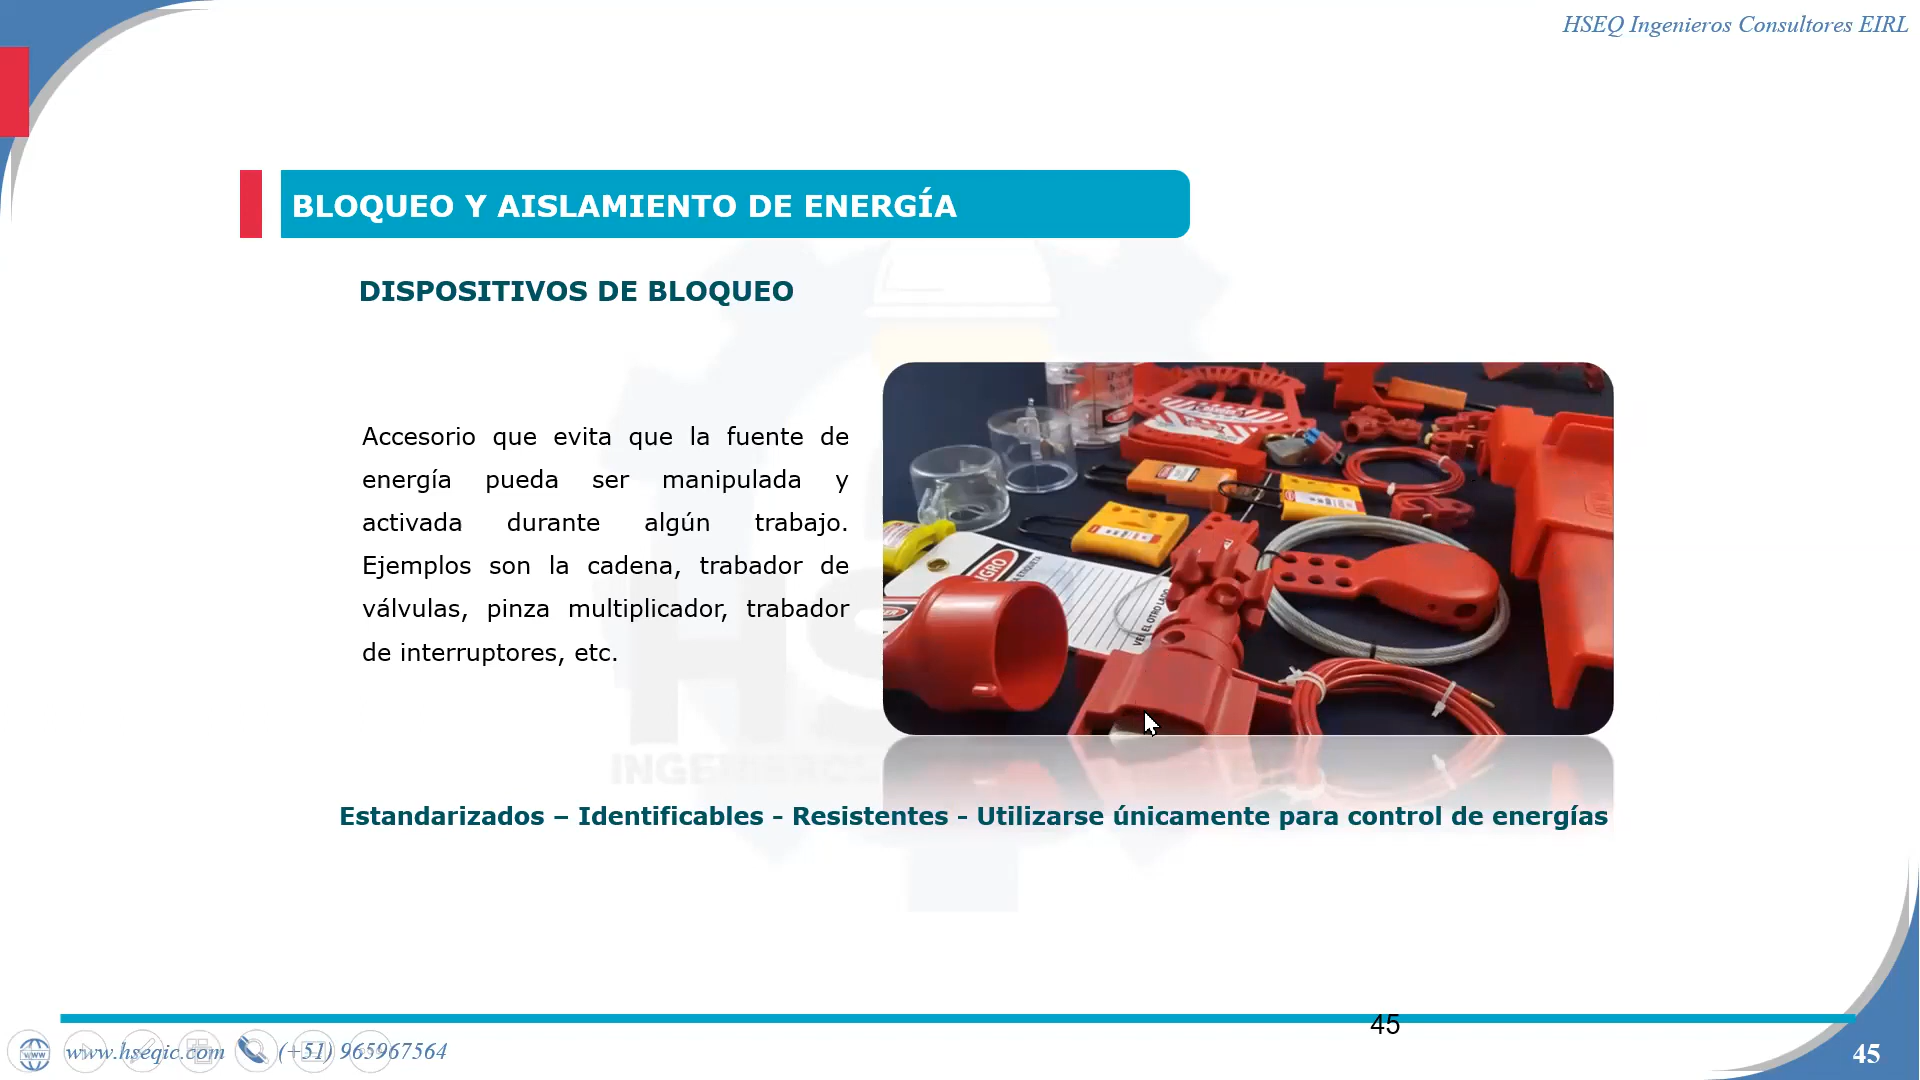 HSEQ Ingenieros Consultores EIRL
BLOQUEO Y AISLAMIENTO DE ENERGÍA
DISPOSITIVOS DE BLOQUEO
Accesorio que evita que la fuente de
energía pueda ser manipulada y
activada durante algún trabajo.
Ejemplos son la cadena, trabador de
válvulas, pinza multiplicador, trabador
de interruptores, etc.
Estandarizados – Identificables - Resistentes - Utilizarse únicamente para control de energías
45
www.hseqic.com
(+51) 965967564
45